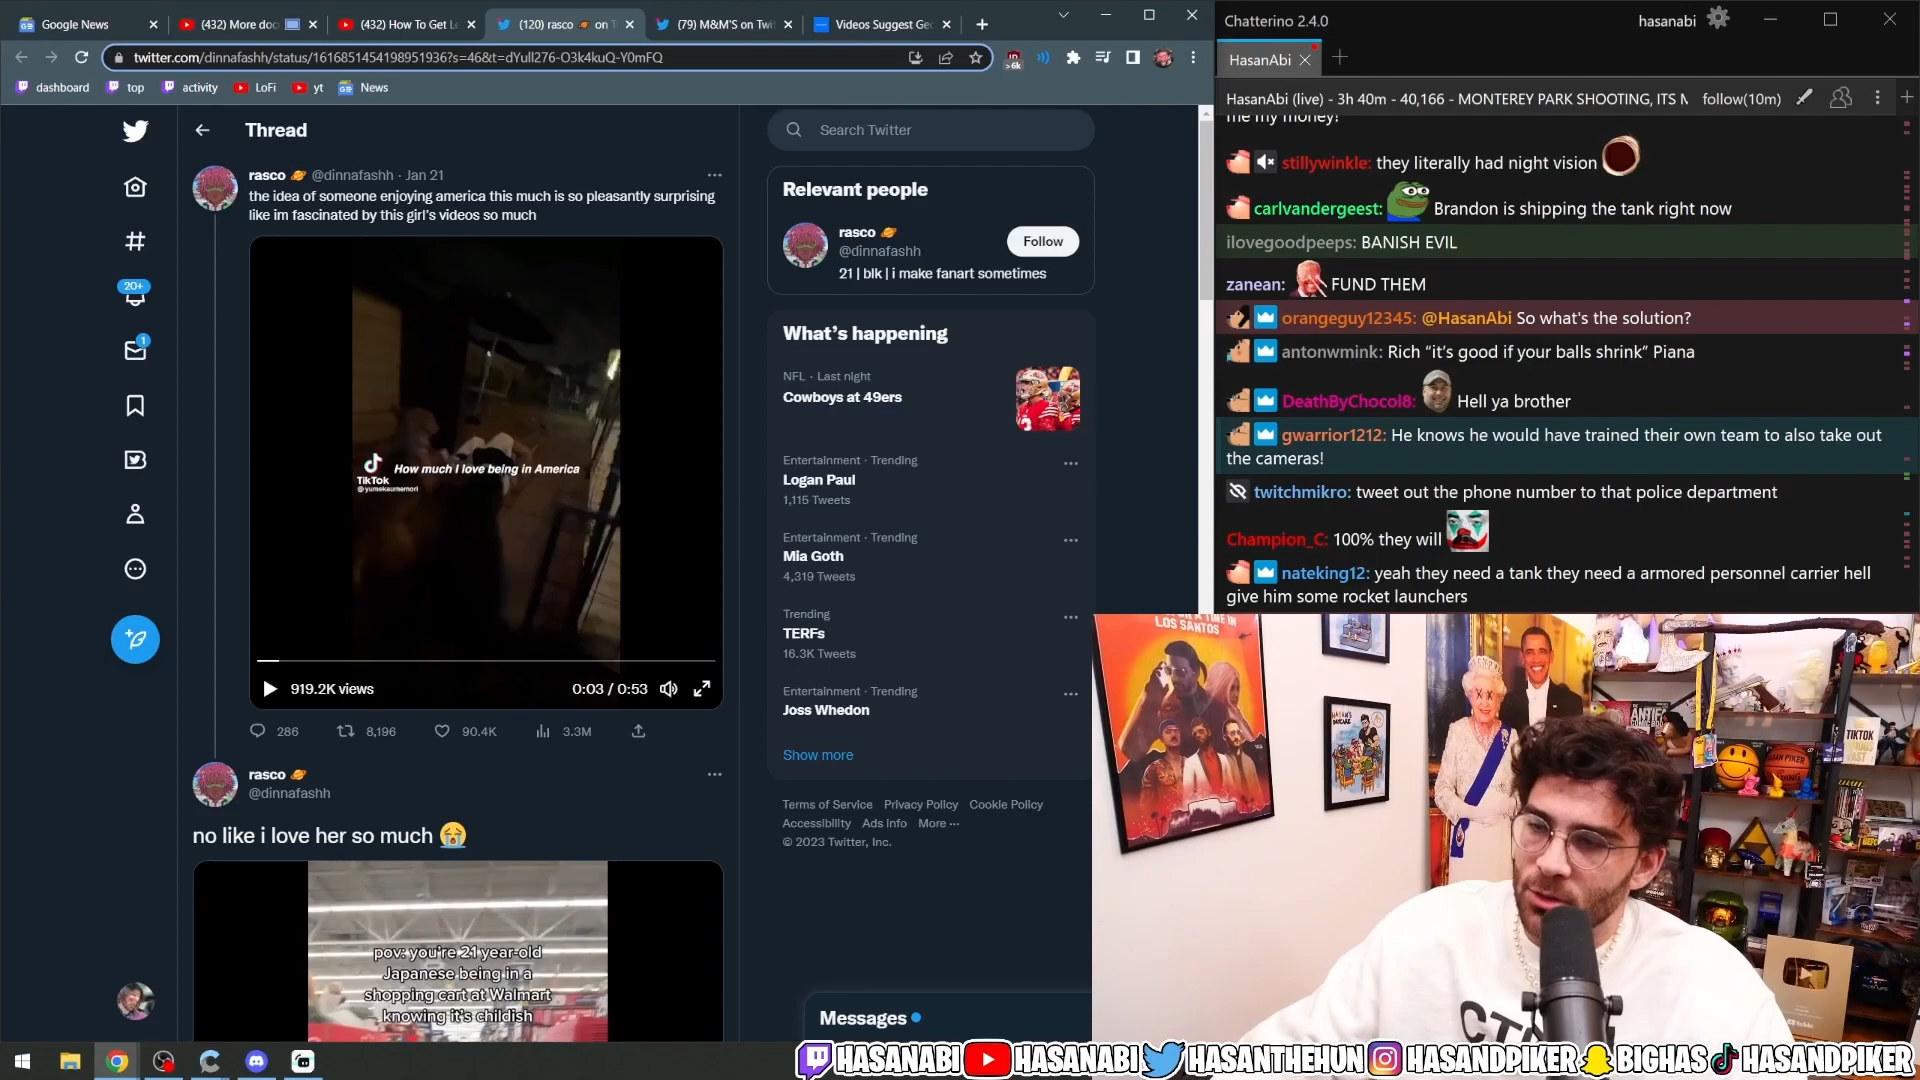 Google News
(432) More doc
(432) How To Get Le
(120) rasco 🪐 on T
(79) M&M'S on Twit
Videos Suggest Geo
twitter.com/dinnafashh/status/1616851454198951936?s=46&t=dYull276-O3k4kuQ-Y0mFQ
>6k
dashboard
top
activity
LoFi
yt
News
Thread
20+
1
rasco 🪐 @dinnafashh · Jan 21
the idea of someone enjoying america this much is so pleasantly surprising
like im fascinated by this girl's videos so much
How much I love being in America
TikTok
@yumekaumemori
919.2K views
0:03 / 0:53
286
8,196
90.4K
3.3M
rasco 🪐
@dinnafashh
no like i love her so much 😭
pov: you're 21 year-old
Japanese being in a
shopping cart at Walmart
knowing it's childish
Search Twitter
Relevant people
rasco 🪐
@dinnafashh
Follow
21 | blk | i make fanart sometimes
What's happening
NFL · Last night
Cowboys at 49ers
Entertainment · Trending
Logan Paul
1,115 Tweets
Entertainment · Trending
Mia Goth
4,319 Tweets
Trending
TERFs
16.3K Tweets
Entertainment · Trending
Joss Whedon
Show more
Terms of Service Privacy Policy Cookie Policy
Accessibility Ads info More ···
© 2023 Twitter, Inc.
Messages
Chatterino 2.4.0
hasanabi
HasanAbi
HasanAbi (live) - 3h 40m - 40,166 - MONTEREY PARK SHOOTING, ITS M
follow(10m)
me my money!
stillywinkle: they literally had night vision
carlvandergeest: Brandon is shipping the tank right now
ilovegoodpeeps: BANISH EVIL
zanean: FUND THEM
orangeguy12345: @HasanAbi So what's the solution?
antonwmink: Rich “it's good if your balls shrink” Piana
DeathByChocol8: Hell ya brother
gwarrior1212: He knows he would have trained their own team to also take out
the cameras!
twitchmikro: tweet out the phone number to that police department
Champion_C: 100% they will
nateking12: yeah they need a tank they need a armored personnel carrier hell
give him some rocket launchers
TIME IN
LOS SANTOS
TIKTOK
HASANABI HASANABI HASANTHEHUN HASANDPIKER BIGHAS HASANDPIKER